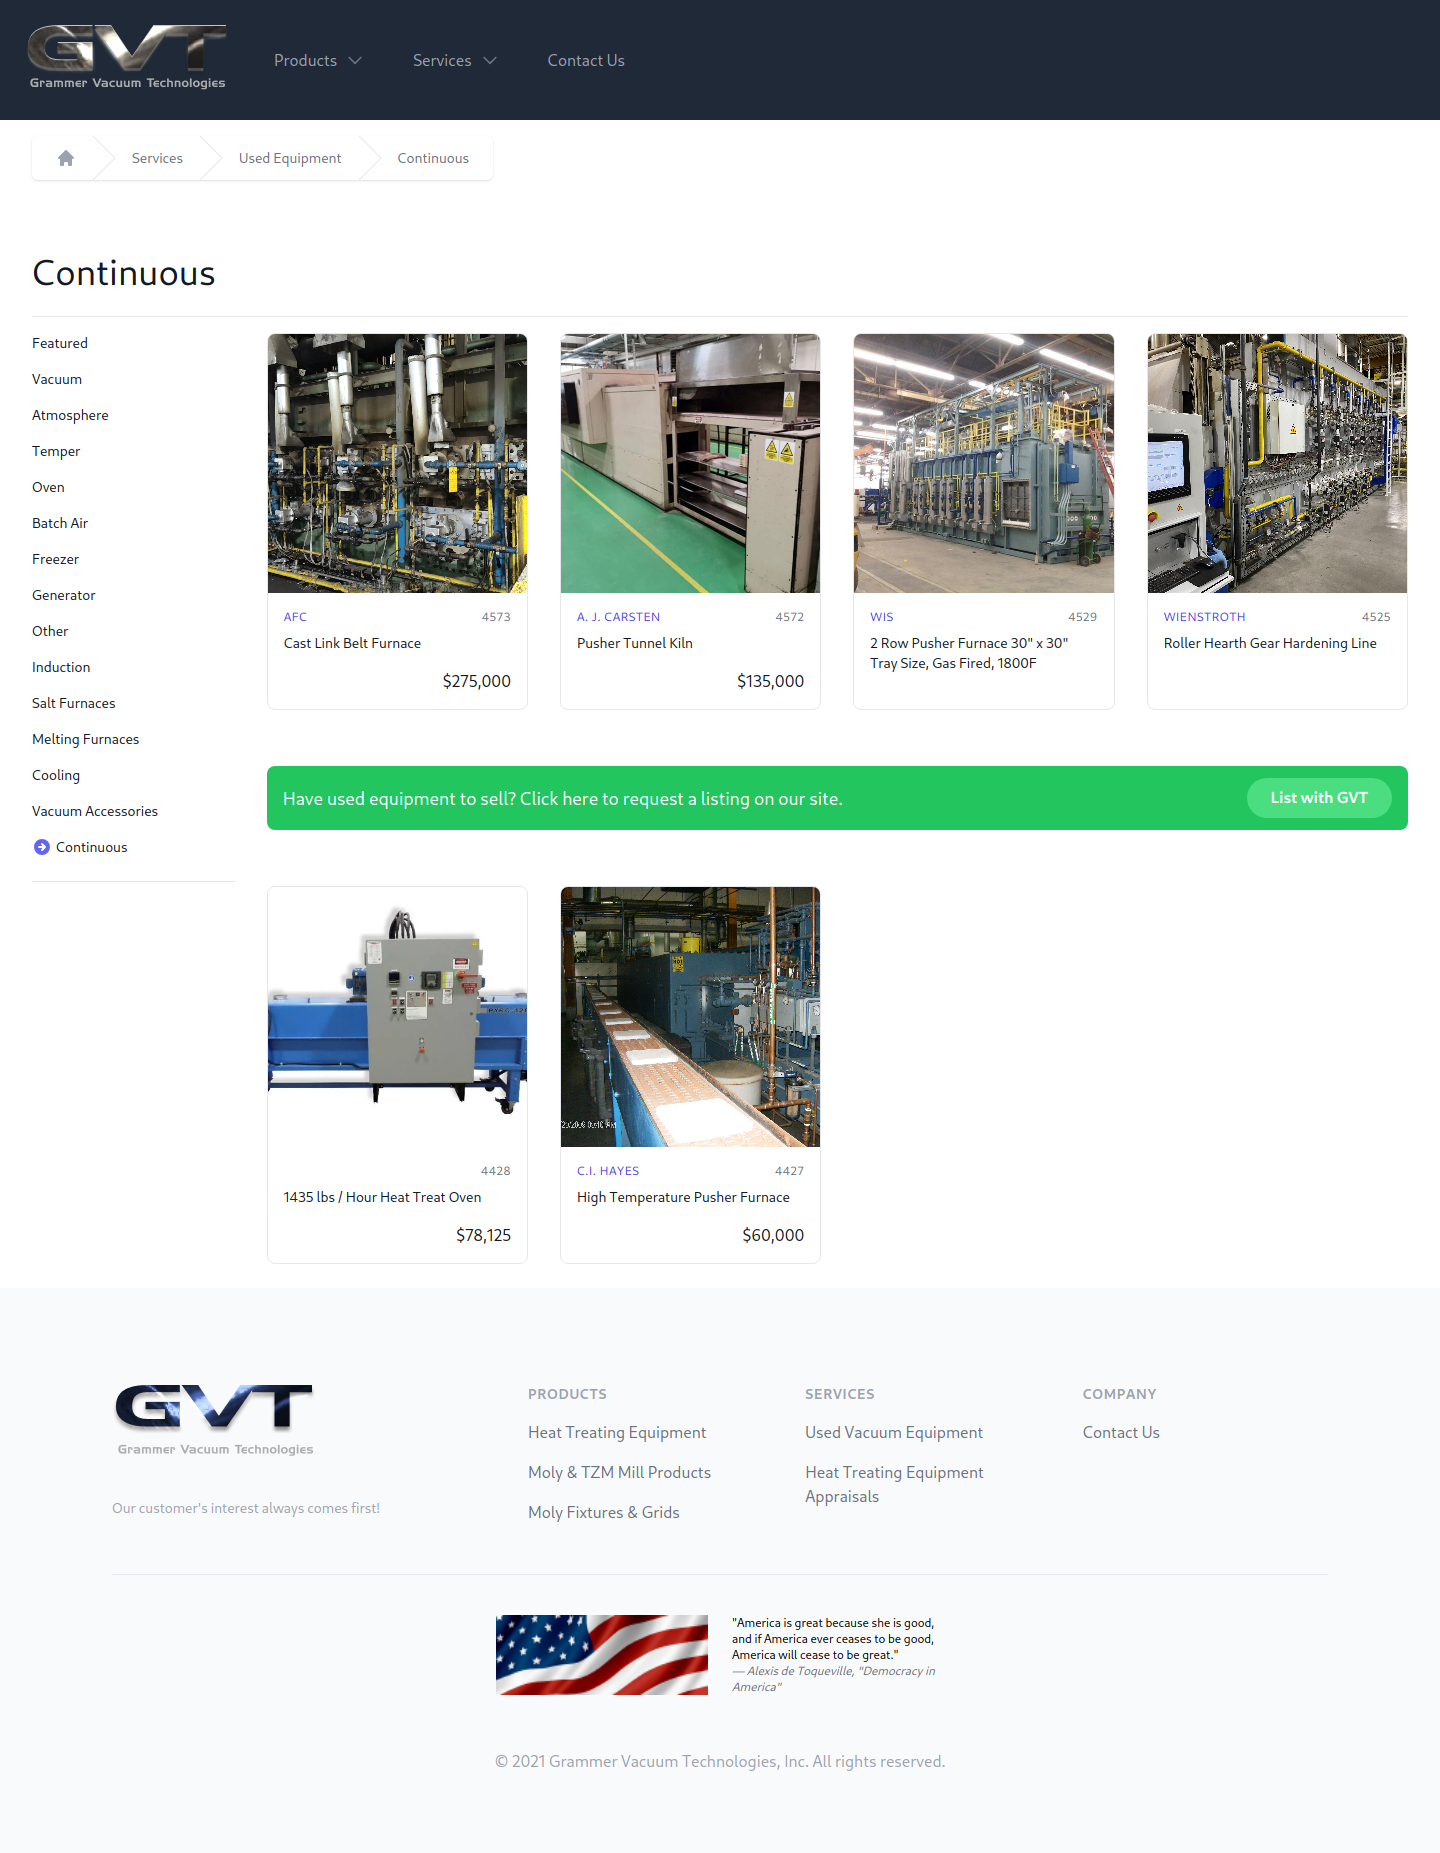 GVT
Grammer Vacuum Technologies
Products
Services
Contact Us
Services
Used Equipment
Continuous
Continuous
Featured
Vacuum
Atmosphere
Temper
Oven
Batch Air
Freezer
Generator
Other
Induction
Salt Furnaces
Melting Furnaces
Cooling
Vacuum Accessories
Continuous
AFC 4573
Cast Link Belt Furnace
$275,000
A. J. CARSTEN 4572
Pusher Tunnel Kiln
$135,000
WIS 4529
2 Row Pusher Furnace 30" x 30"
Tray Size, Gas Fired, 1800F
WIENSTROTH 4525
Roller Hearth Gear Hardening Line
Have used equipment to sell? Click here to request a listing on our site.
List with GVT
4428
1435 lbs / Hour Heat Treat Oven
$78,125
C.I. HAYES 4427
High Temperature Pusher Furnace
$60,000
GVT
Grammer Vacuum Technologies
Our customer's interest always comes first!
PRODUCTS
Heat Treating Equipment
Moly & TZM Mill Products
Moly Fixtures & Grids
SERVICES
Used Vacuum Equipment
Heat Treating Equipment
Appraisals
COMPANY
Contact Us
"America is great because she is good,
and if America ever ceases to be good,
America will cease to be great."
— Alexis de Toqueville, "Democracy in
America"
© 2021 Grammer Vacuum Technologies, Inc. All rights reserved.